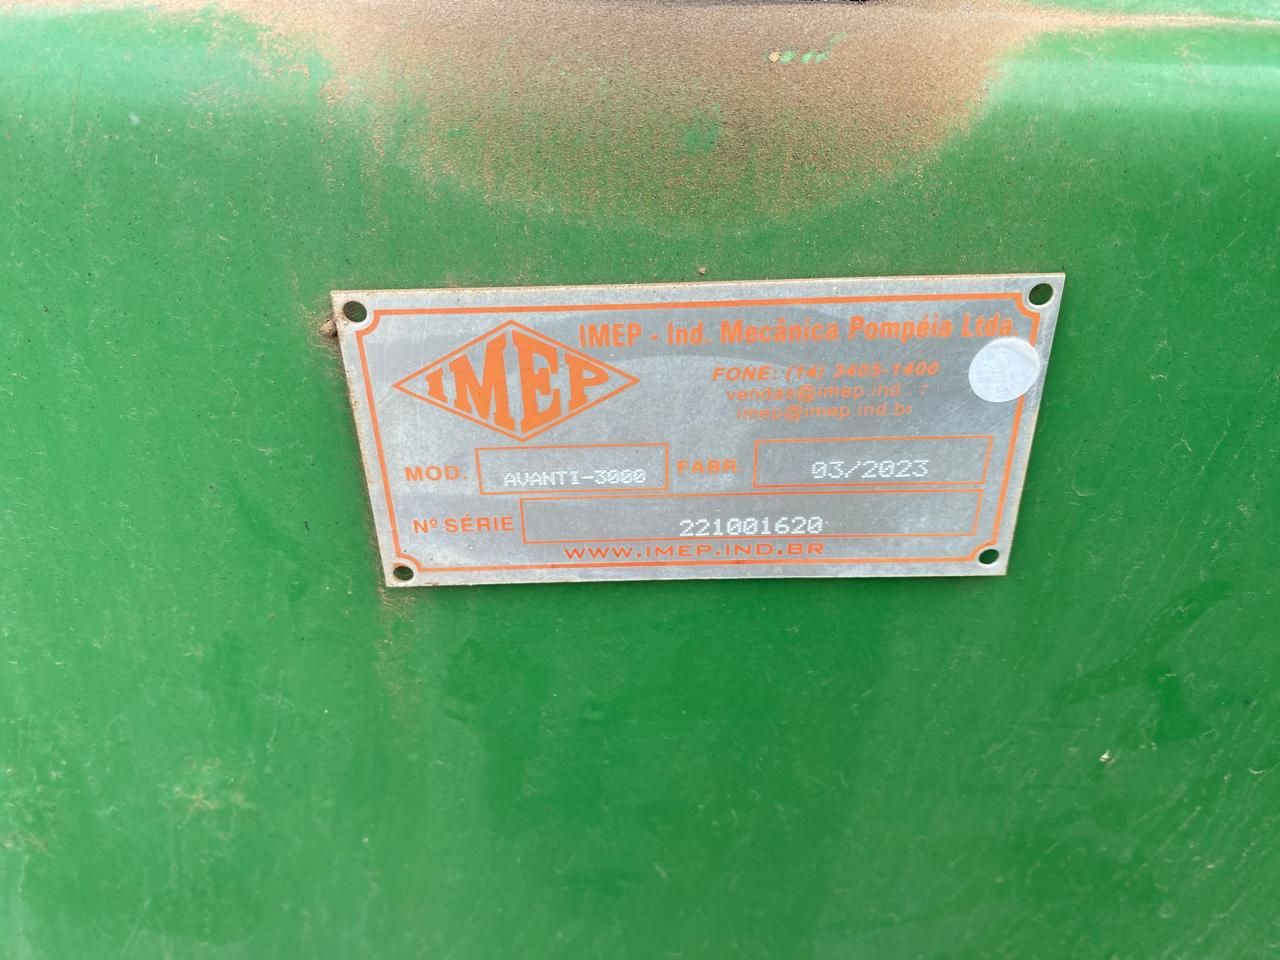 IMEP - Ind. Mecânica Pompéia Ltda.
IMEP
FONE: (14) 3405-1400
vendas@imep.ind
imep@imep.ind.br
MOD. AVANTI-3000 FABR. 03/2023
Nº SÉRIE 221001620
WWW.IMEP.IND.BR